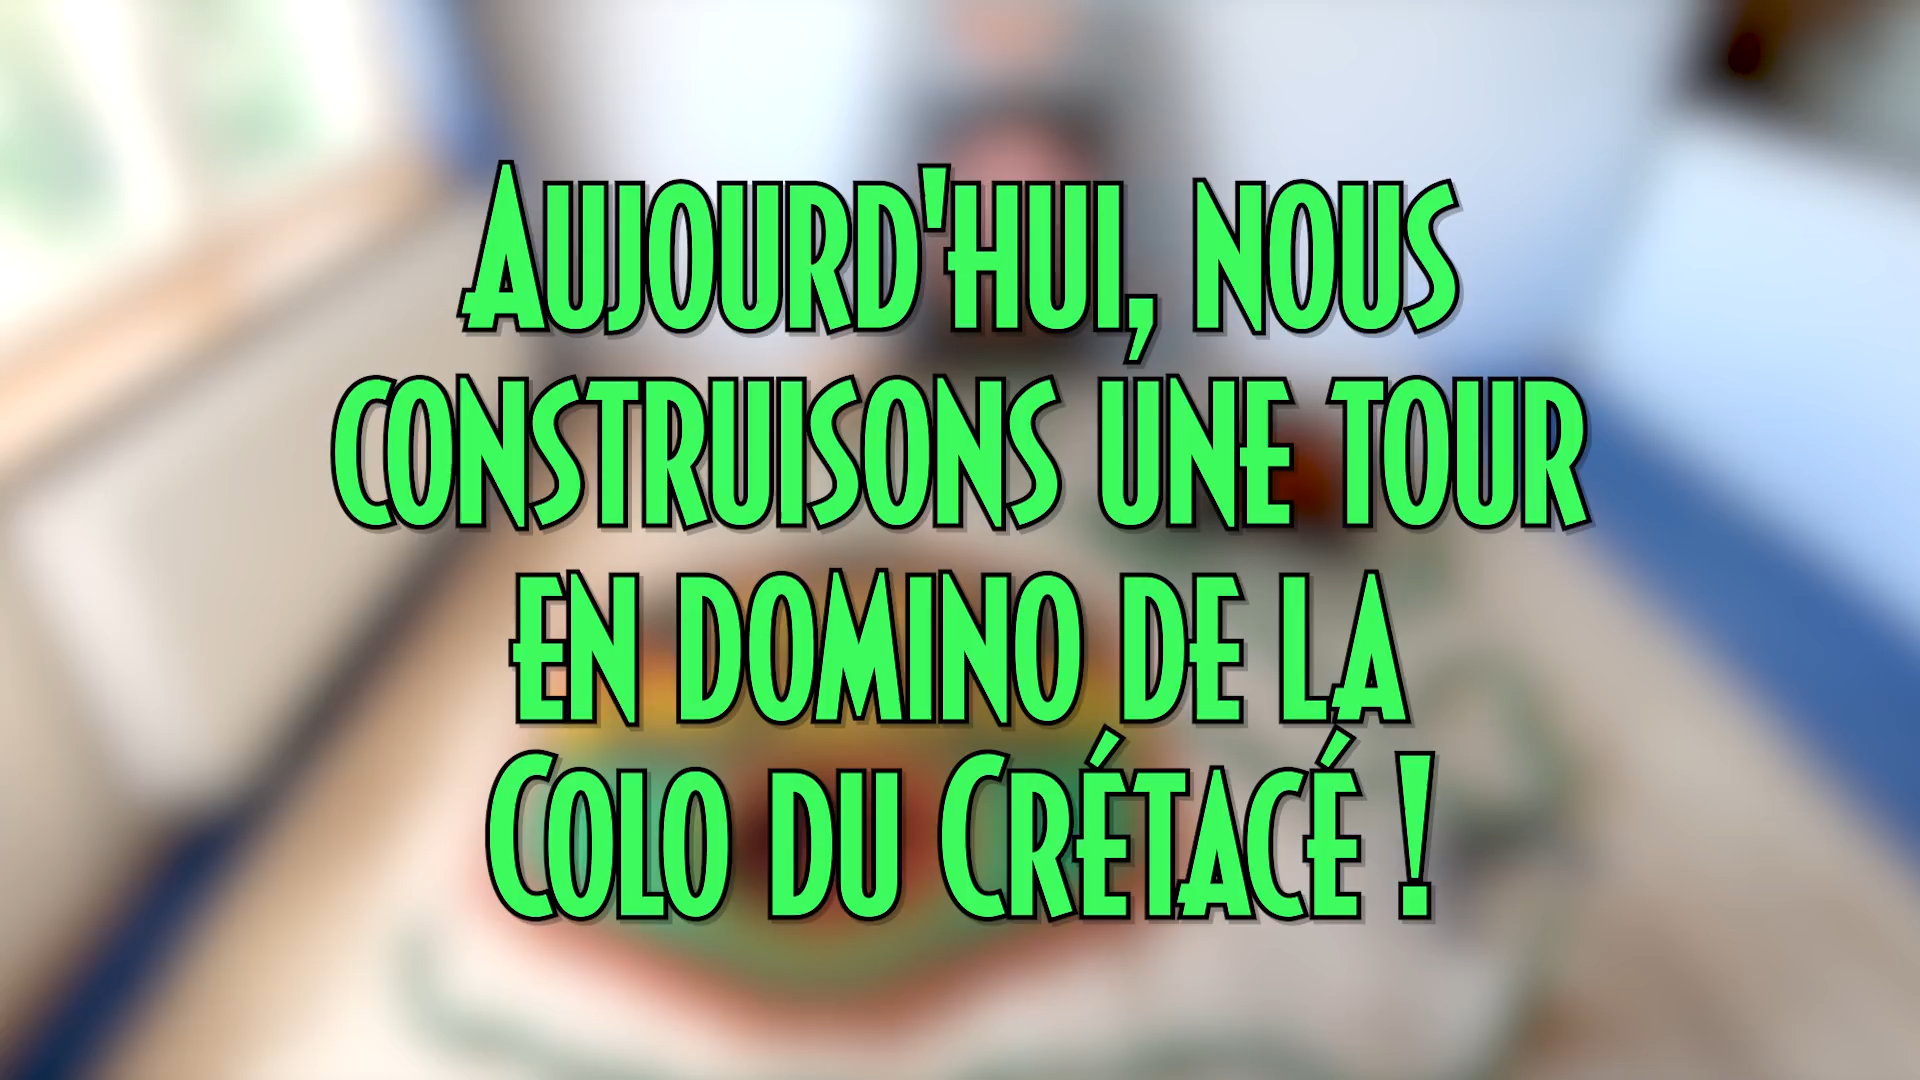 Aujourd'hui, nous
construisons une tour
en domino de la
Colo du Crétacé !